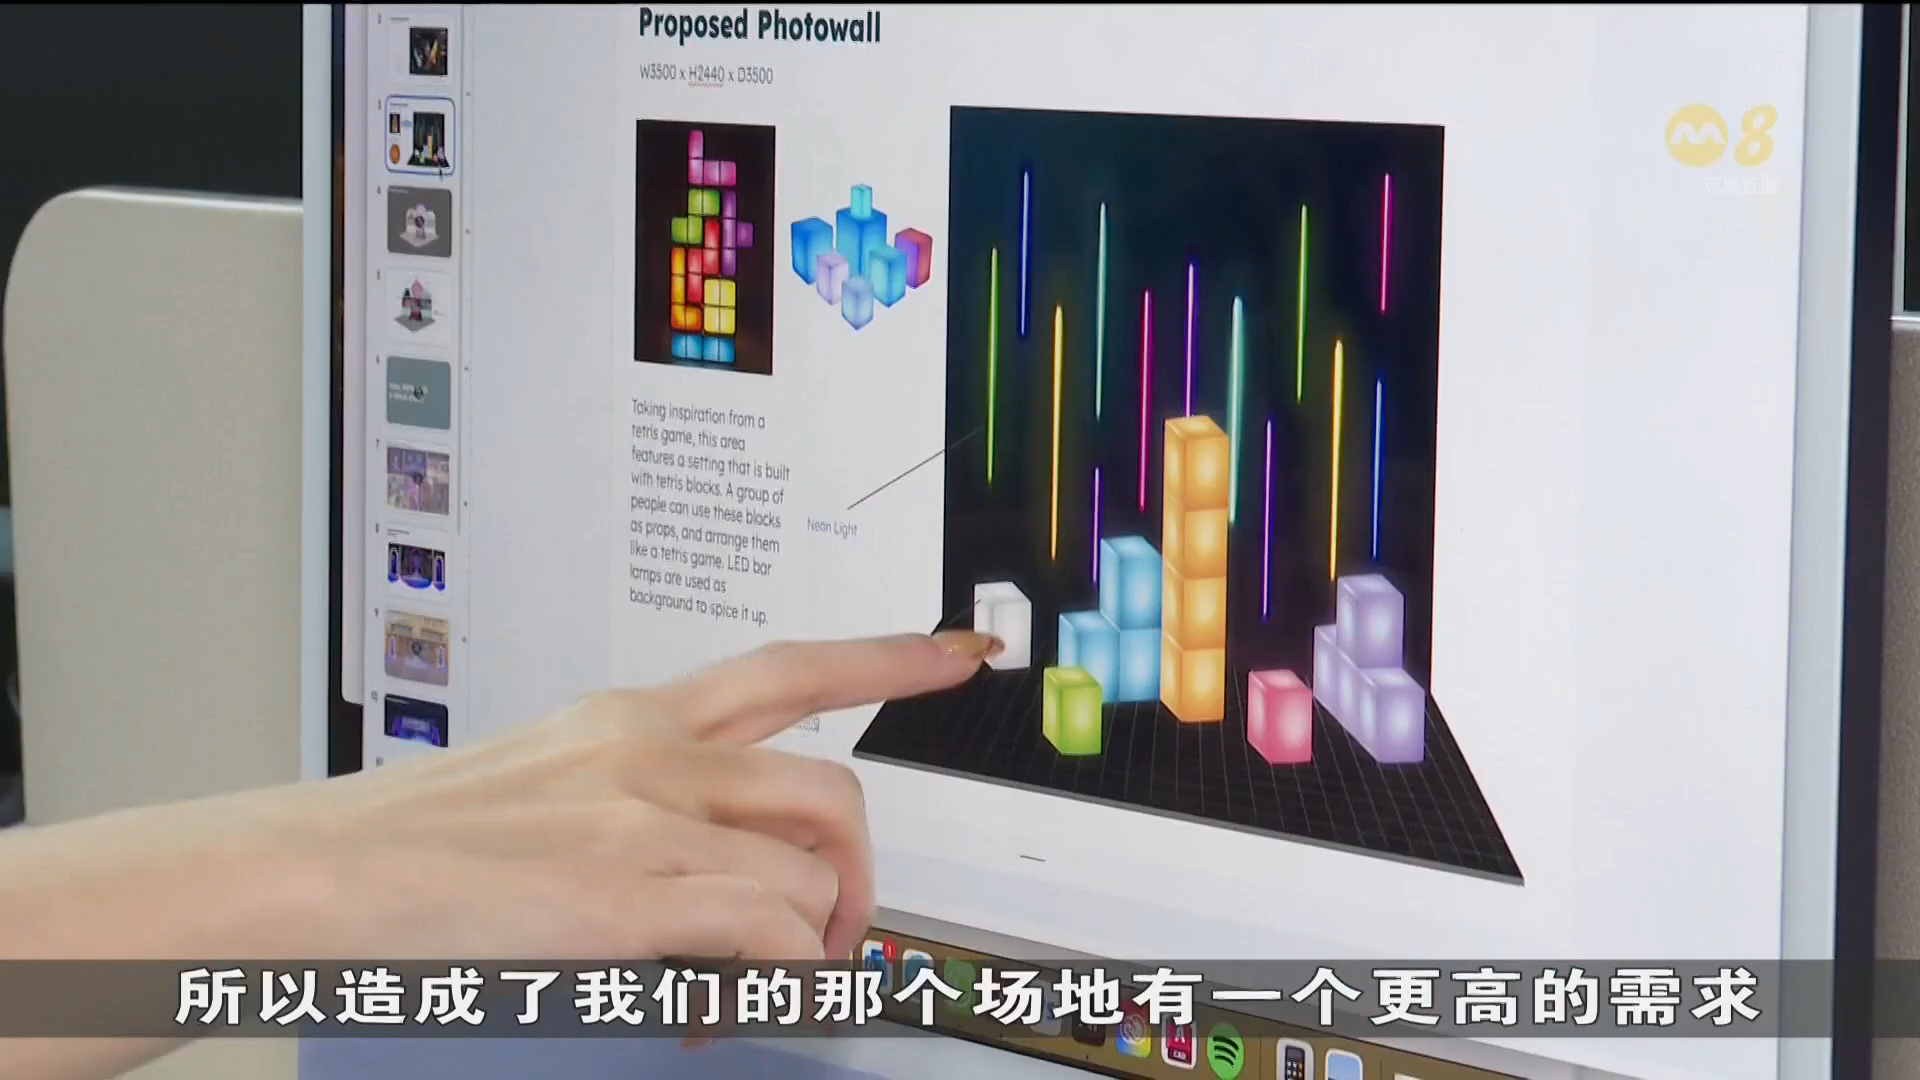 Proposed Photowall
W3500 x H2440 x D3500
8
Taking inspiration from a
tetris game, this area
features a setting that is built
with tetris blocks. A group of
people can use these blocks
as props, and arrange them
like a tetris game. LED bar
lamps are used as
background to spice it up.
Neon Light
所以造成了我们的那个场地有一个更高的需求